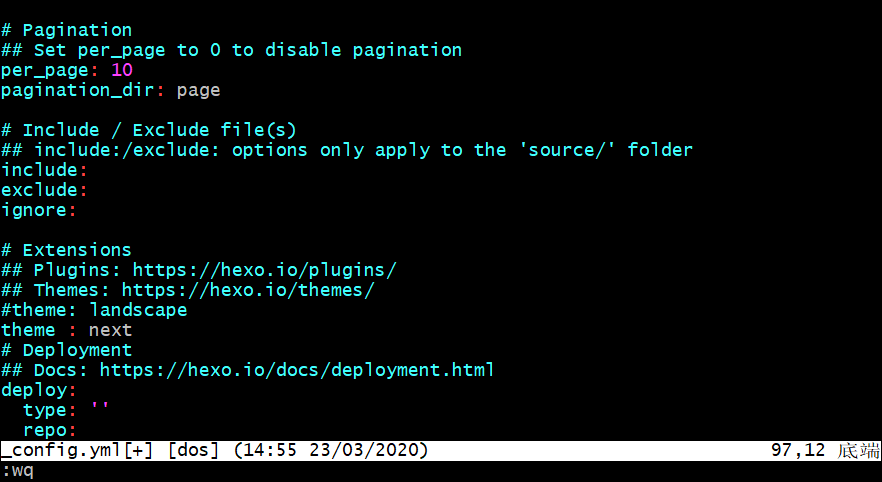 # Pagination
## Set per_page to 0 to disable pagination
per_page: 10
pagination_dir: page
# Include / Exclude file(s)
## include:/exclude: options only apply to the 'source/' folder
include:
exclude:
ignore:
# Extensions
## Plugins: https://hexo.io/plugins/
## Themes: https://hexo.io/themes/
#theme: landscape
theme : next
# Deployment
## Docs: https://hexo.io/docs/deployment.html
deploy:
  type: ''
  repo:
_config.yml[+] [dos] (14:55 23/03/2020) 97,12 底端
:wq